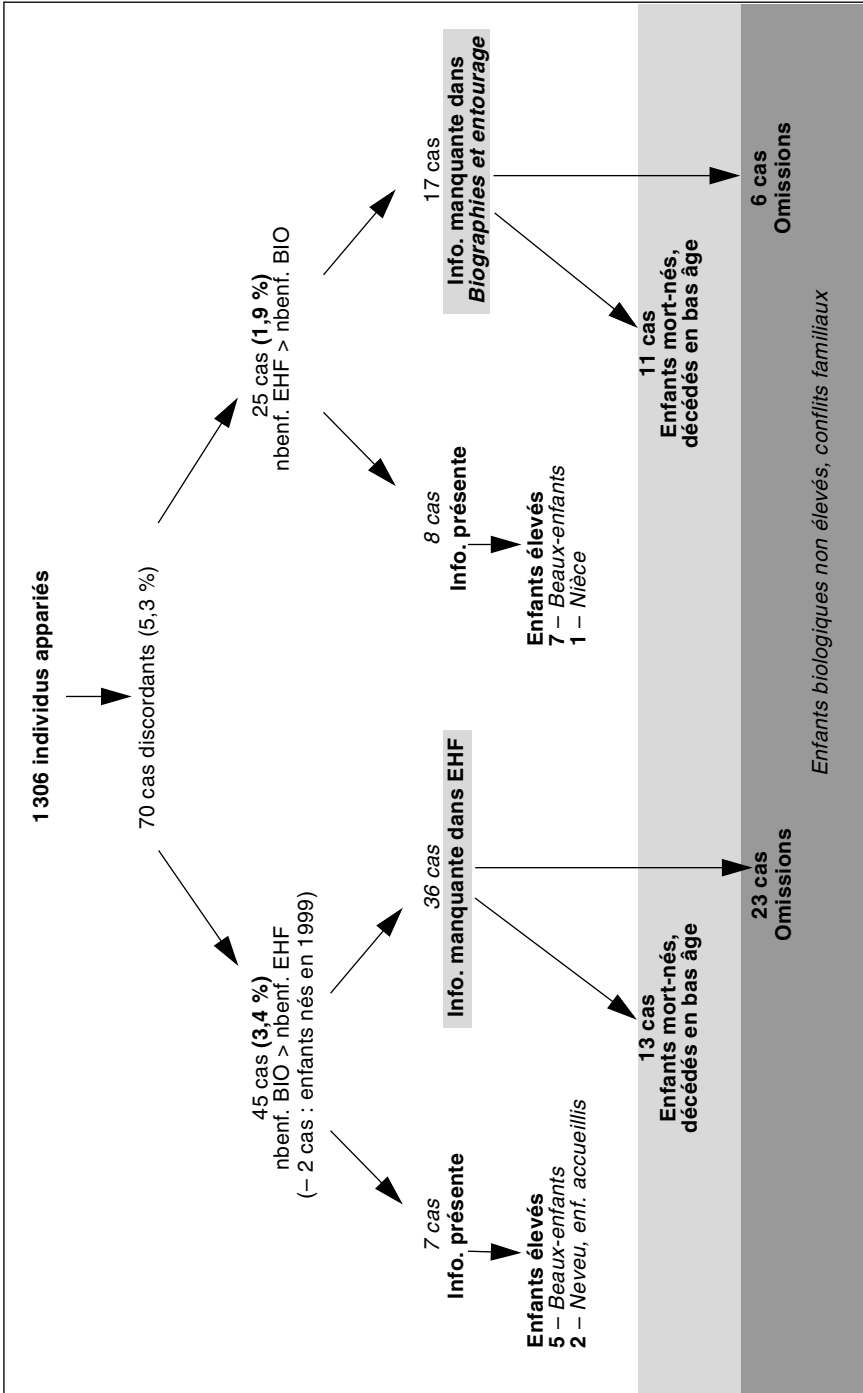 1 306 individus appariés
70 cas discordants (5,3 %)
45 cas (3,4 %)
nbenf. BIO > nbenf. EHF
(– 2 cas : enfants nés en 1999)
25 cas (1,9 %)
nbenf. EHF > nbenf. BIO
7 cas
Info. présente
36 cas
Info. manquante dans EHF
8 cas
Info. présente
17 cas
Info. manquante dans
Biographies et entourage
Enfants élevés
5 – Beaux-enfants
2 – Neveu, enf. accueillis
Enfants élevés
7 – Beaux-enfants
1 – Nièce
13 cas
Enfants mort-nés,
décédés en bas âge
11 cas
Enfants mort-nés,
décédés en bas âge
23 cas
Omissions
6 cas
Omissions
Enfants biologiques non élevés, conflits familiaux